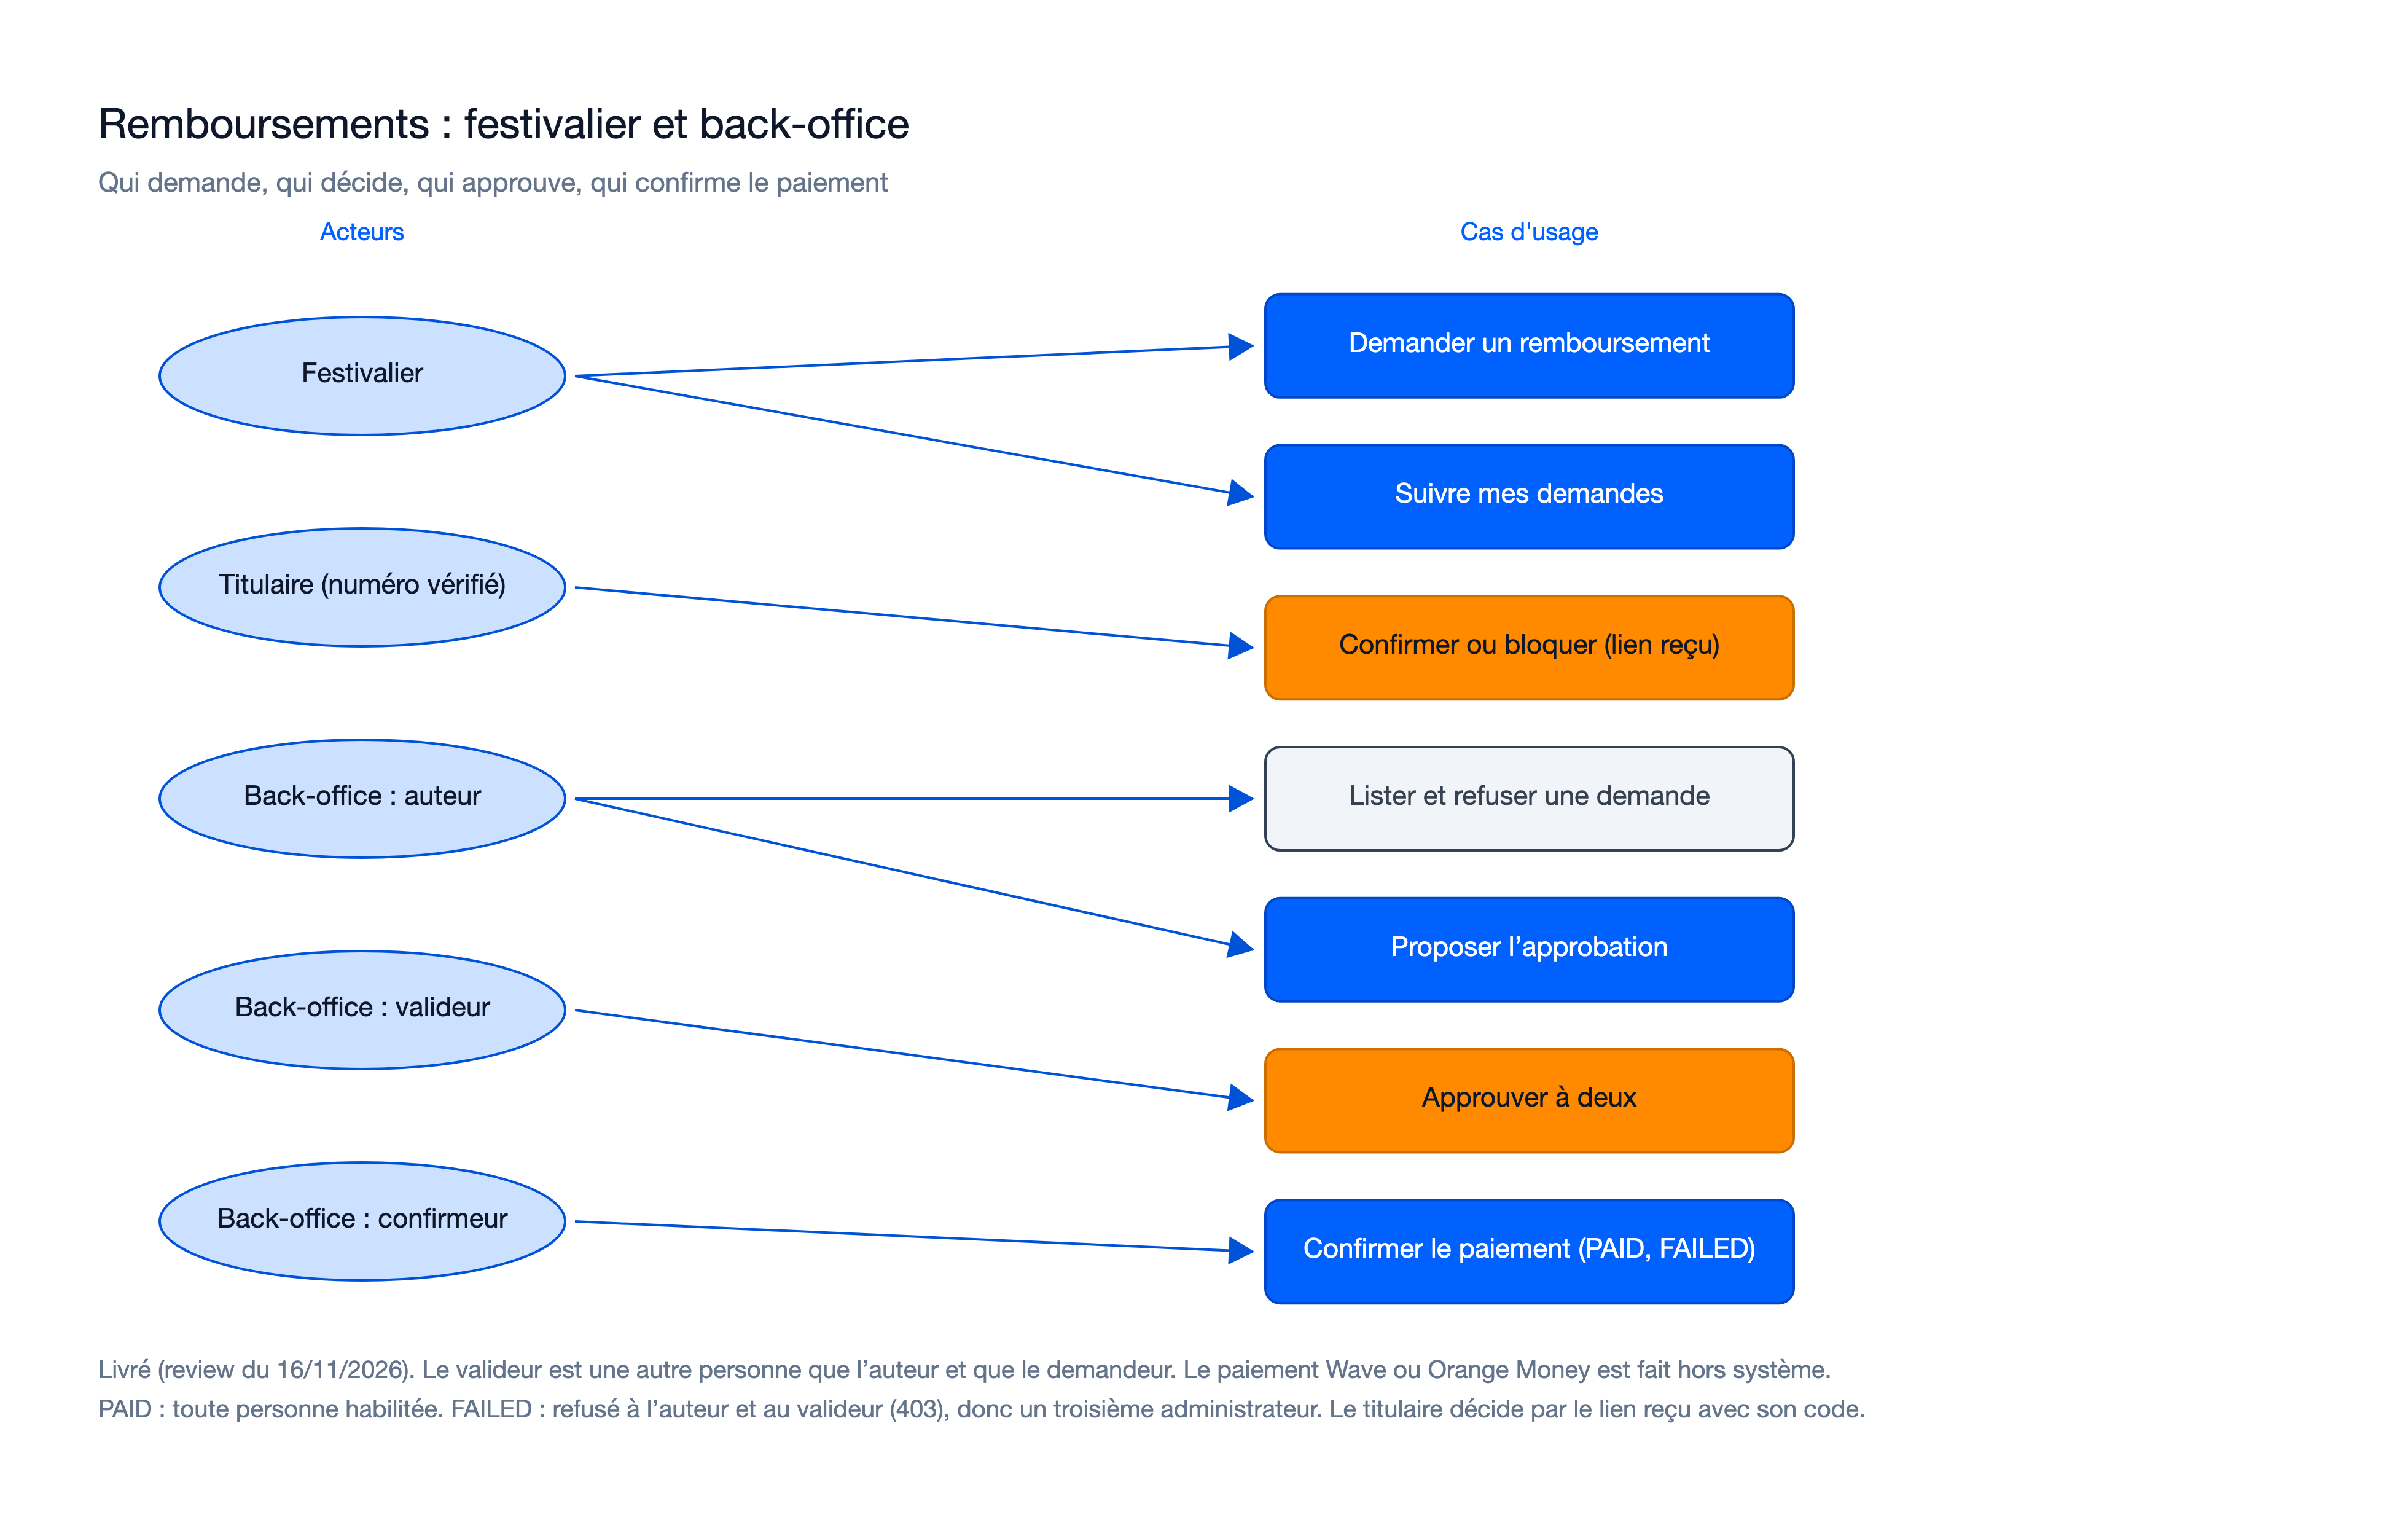 Remboursements : festivalier et back-office
Qui demande, qui décide, qui approuve, qui confirme le paiement
Acteurs
Cas d'usage
Festivalier
Demander un remboursement
Suivre mes demandes
Titulaire (numéro vérifié)
Confirmer ou bloquer (lien reçu)
Back-office : auteur
Lister et refuser une demande
Proposer l’approbation
Back-office : valideur
Approuver à deux
Back-office : confirmeur
Confirmer le paiement (PAID, FAILED)
Livré (review du 16/11/2026). Le valideur est une autre personne que l’auteur et que le demandeur. Le paiement Wave ou Orange Money est fait hors système.
PAID : toute personne habilitée. FAILED : refusé à l’auteur et au valideur (403), donc un troisième administrateur. Le titulaire décide par le lien reçu avec son code.